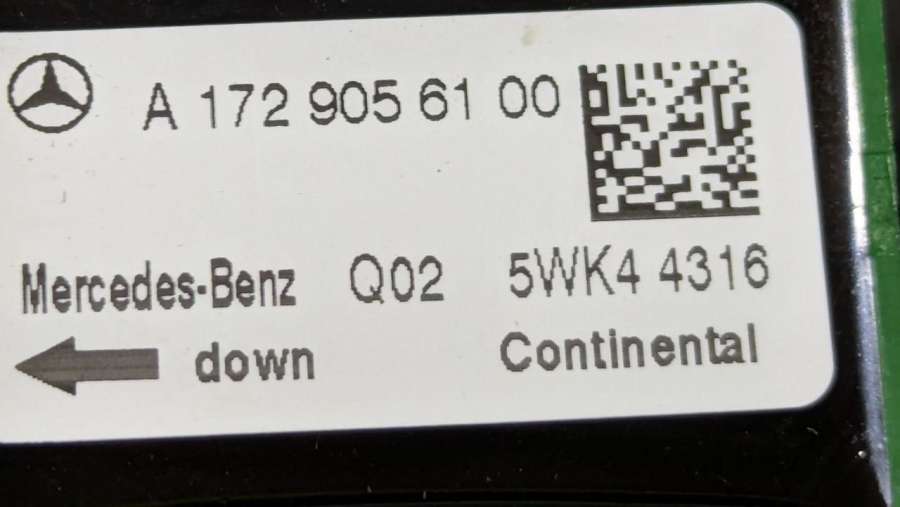 A 172 905 61 00
Mercedes-Benz Q02 5WK4 4316
down Continental